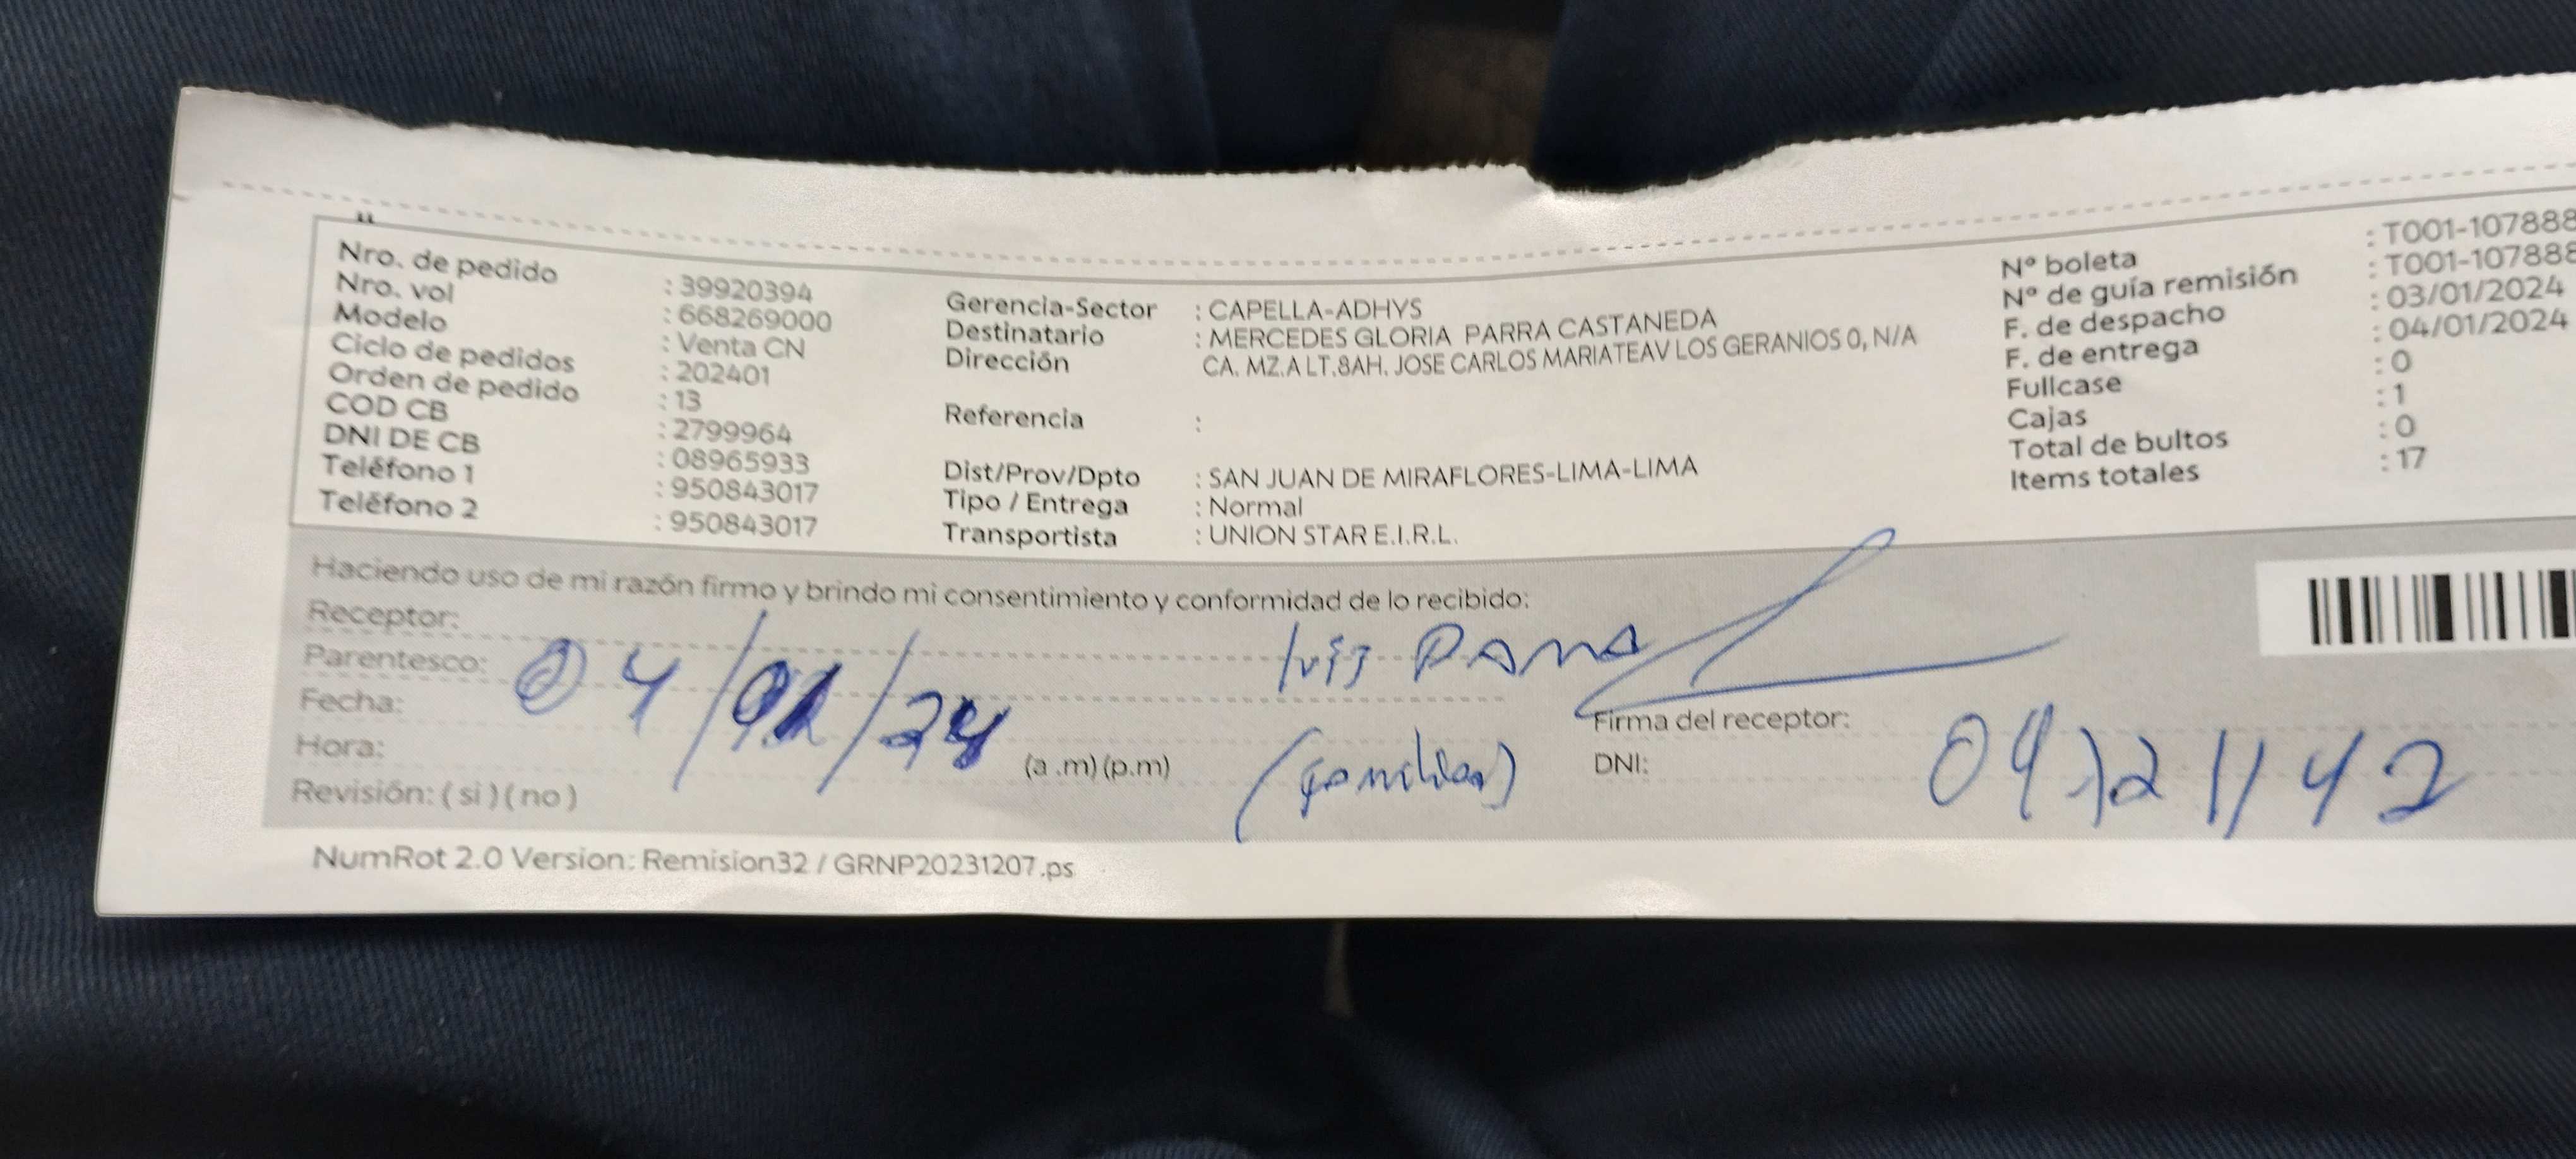 Nro. de pedido : 39920394
Nro. vol : 668269000
Modelo : Venta CN
Ciclo de pedidos : 202401
Orden de pedido : 13
COD CB : 2799964
DNI DE CB : 08965933
Teléfono 1 : 950843017
Teléfono 2 : 950843017
Gerencia-Sector : CAPELLA-ADHYS
Destinatario : MERCEDES GLORIA PARRA CASTANEDA
Dirección : CA. MZ.A LT.8AH. JOSE CARLOS MARIATEAV LOS GERANIOS 0, N/A
Referencia :
Dist/Prov/Dpto : SAN JUAN DE MIRAFLORES-LIMA-LIMA
Tipo / Entrega : Normal
Transportista : UNION STAR E.I.R.L.
N° boleta : T001-107888
N° de guía remisión : T001-107888
F. de despacho : 03/01/2024
F. de entrega : 04/01/2024
Fullcase : 0
Cajas : 1
Total de bultos : 0
Items totales : 17
Haciendo uso de mi razón firmo y brindo mi consentimiento y conformidad de lo recibido:
Receptor:
Parentesco:
Fecha: 04/01/24
Hora: (a .m) (p.m)
Revisión: ( si ) ( no )
(familiar)
Firma del receptor:
DNI:
NumRot 2.0 Version: Remision32 / GRNP20231207.ps